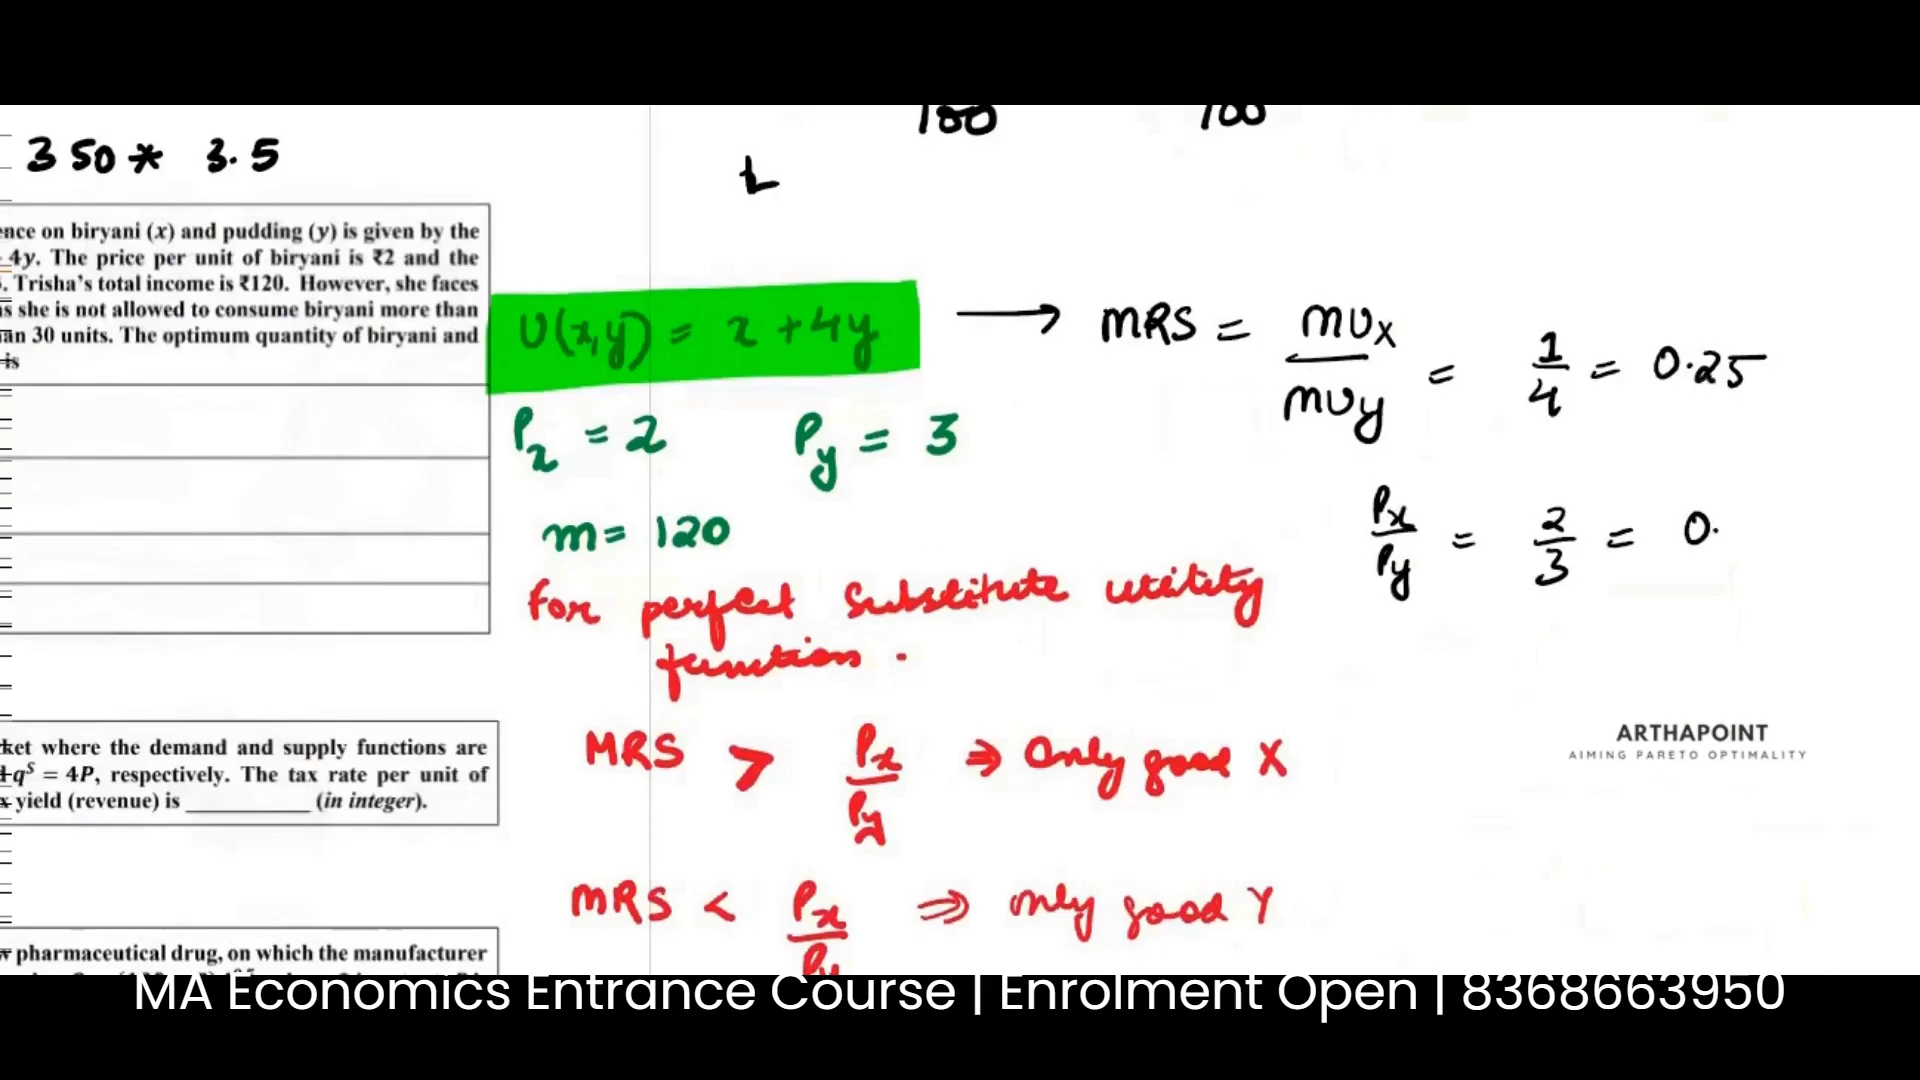 180 100
350 * 3.5
L
ence on biryani (x) and pudding (y) is given by the
4y. The price per unit of biryani is ₹2 and the
. Trisha's total income is ₹120. However, she faces
s she is not allowed to consume biryani more than
an 30 units. The optimum quantity of biryani and
is
U(x,y) = x + 4y → MRS = MUx / MUy = 1/4 = 0.25
Px = 2 Py = 3
m = 120
Px/Py = 2/3 = 0.
For perfect substitute utility
function .
MRS > Px/Py ⇒ Only good X
MRS < Px/Py ⇒ only good Y
ket where the demand and supply functions are
qˢ = 4P, respectively. The tax rate per unit of
x yield (revenue) is __________ (in integer).
ARTHAPOINT
AIMING PARETO OPTIMALITY
pharmaceutical drug, on which the manufacturer
MA Economics Entrance Course | Enrolment Open | 8368663950